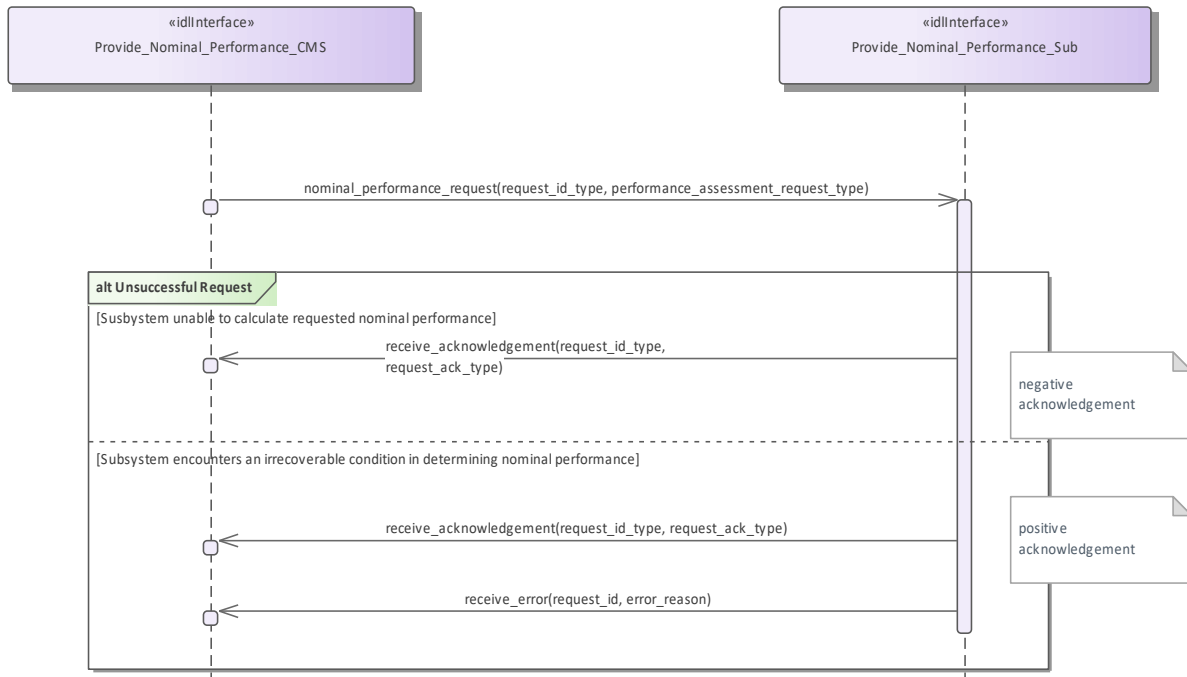 «idlInterface»
Provide_Nominal_Performance_CMS
«idlInterface»
Provide_Nominal_Performance_Sub
nominal_performance_request(request_id_type, performance_assessment_request_type)
alt Unsuccessful Request
[Susbystem unable to calculate requested nominal performance]
receive_acknowledgement(request_id_type,
request_ack_type)
negative
acknowledgement
[Subsystem encounters an irrecoverable condition in determining nominal performance]
receive_acknowledgement(request_id_type, request_ack_type)
positive
acknowledgement
receive_error(request_id, error_reason)